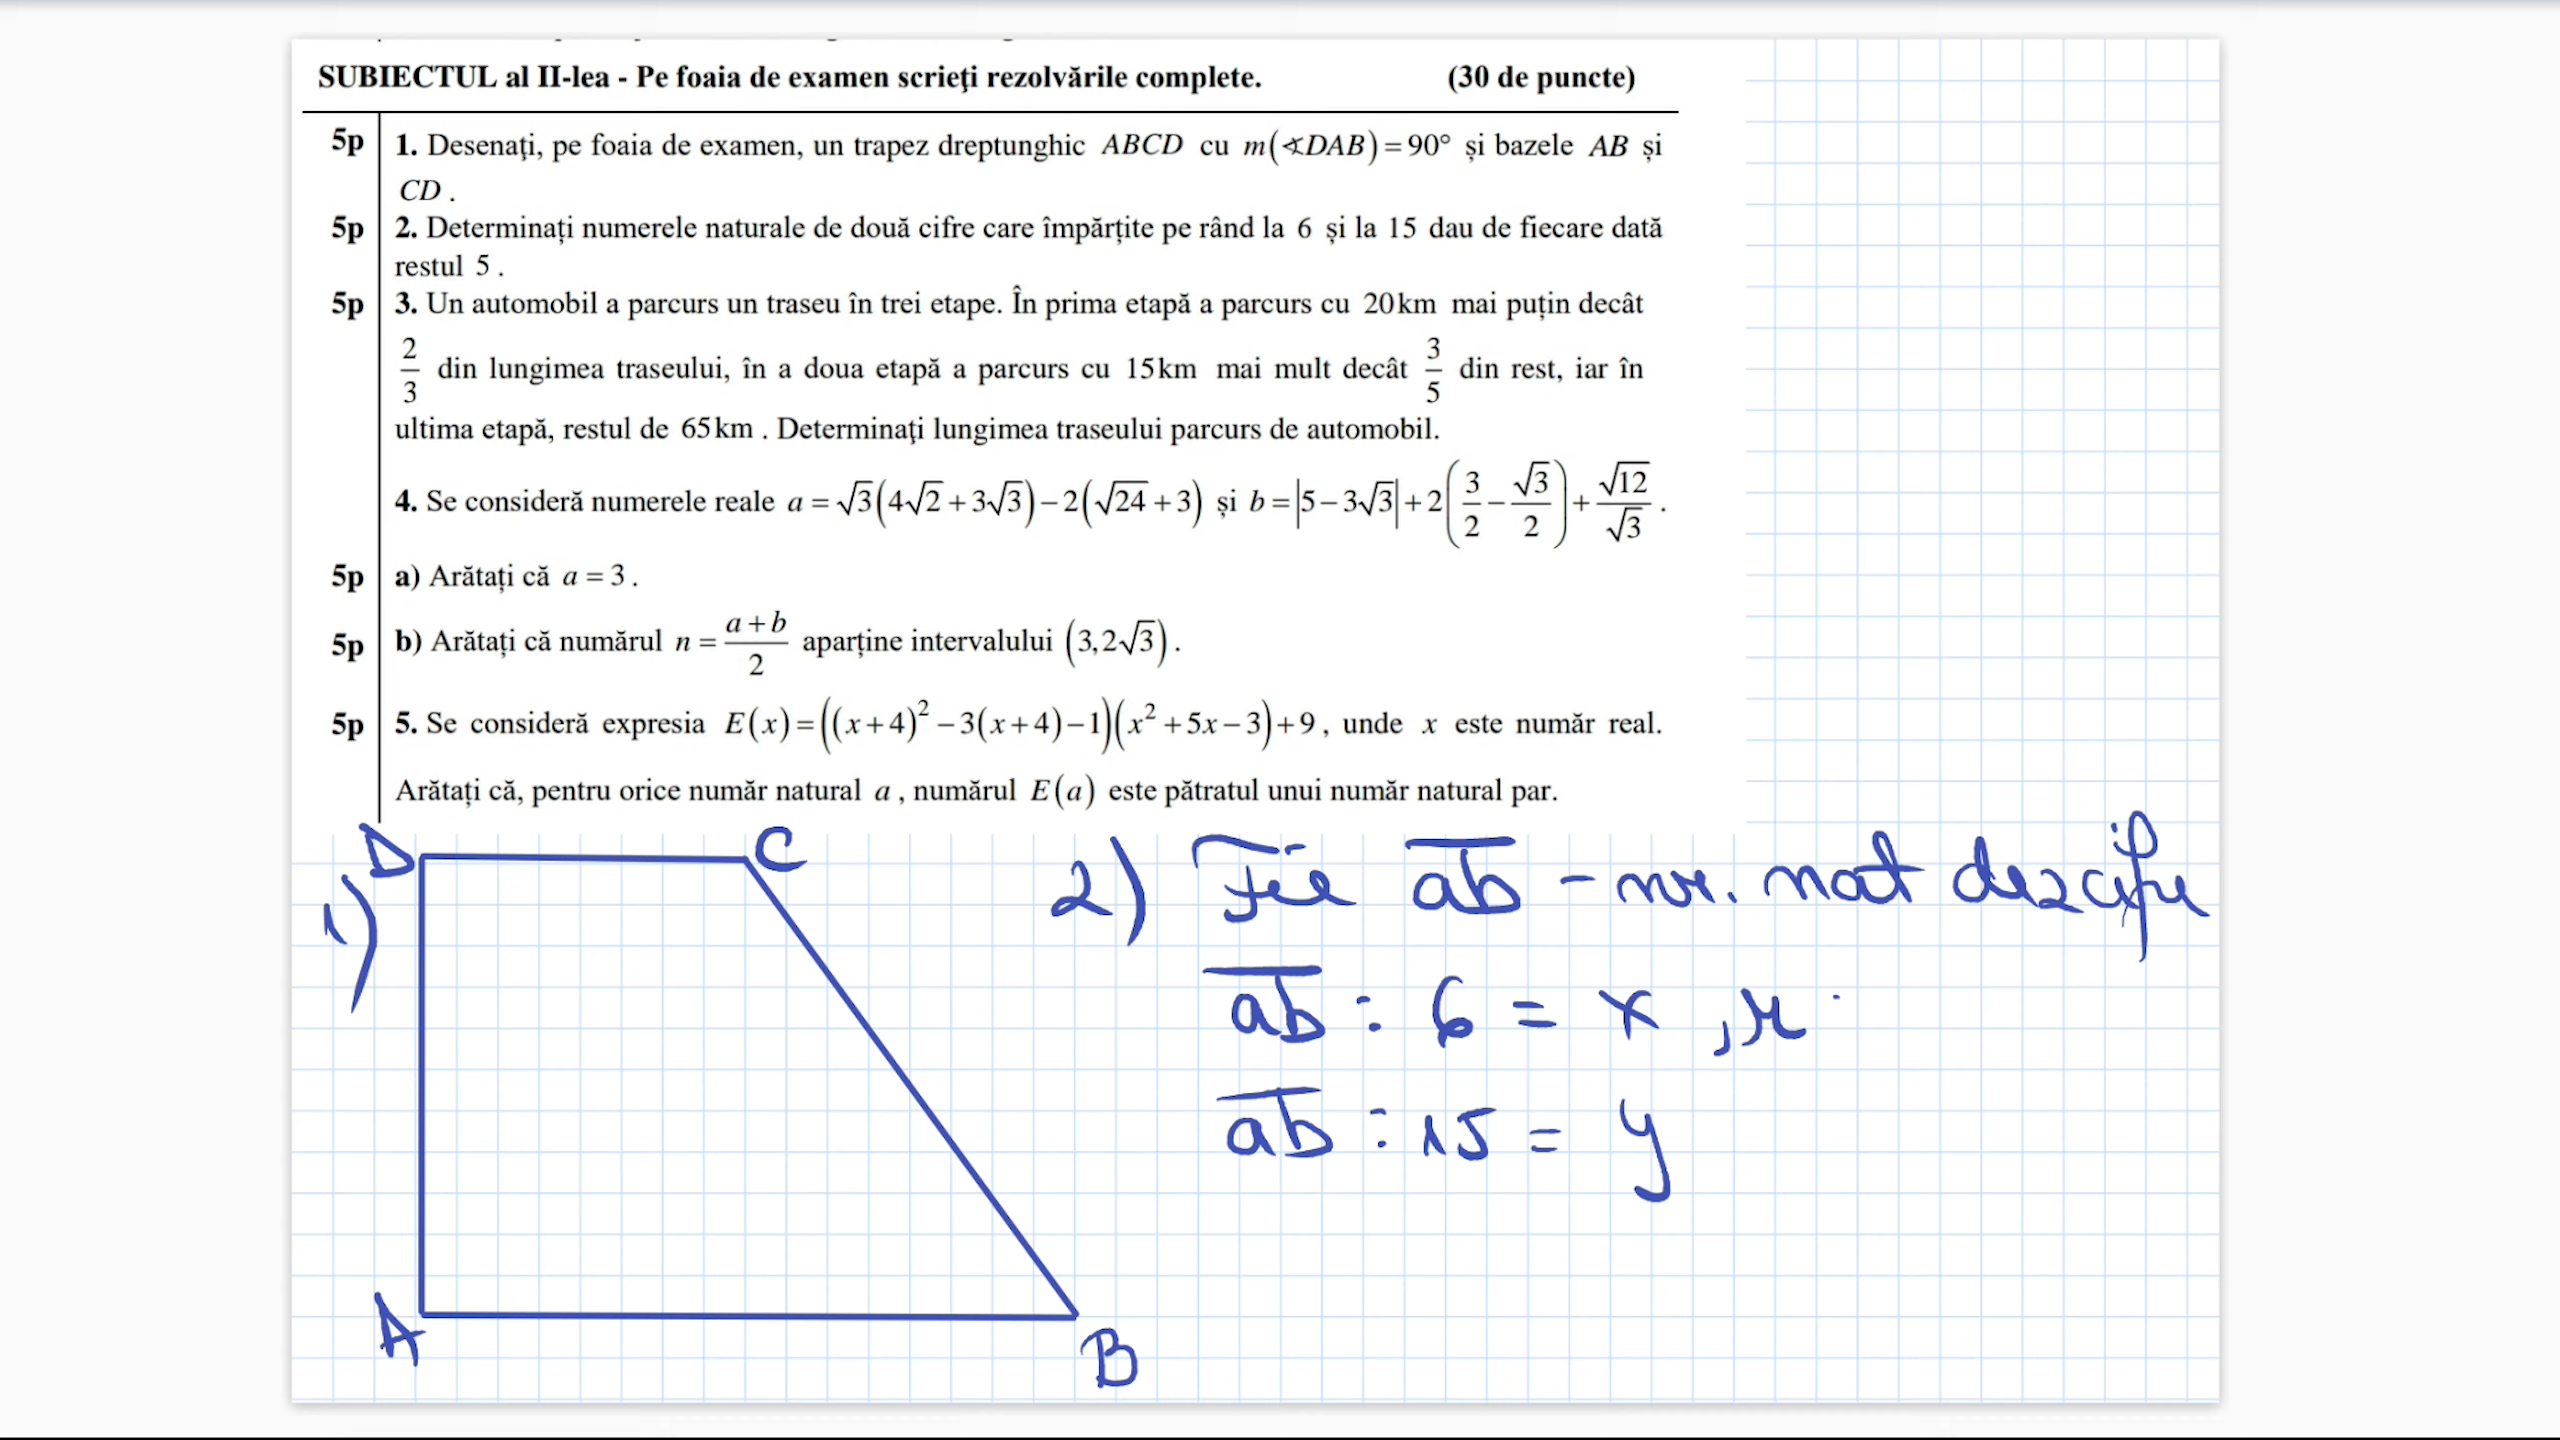 SUBIECTUL al II-lea - Pe foaia de examen scrieți rezolvările complete. (30 de puncte)
5p 1. Desenați, pe foaia de examen, un trapez dreptunghic ABCD cu m(∢DAB)=90° și bazele AB și
CD.
5p 2. Determinați numerele naturale de două cifre care împărțite pe rând la 6 și la 15 dau de fiecare dată
restul 5.
5p 3. Un automobil a parcurs un traseu în trei etape. În prima etapă a parcurs cu 20km mai puțin decât
2/3 din lungimea traseului, în a doua etapă a parcurs cu 15km mai mult decât 3/5 din rest, iar în
ultima etapă, restul de 65km. Determinați lungimea traseului parcurs de automobil.
4. Se consideră numerele reale a = √3(4√2+3√3)−2(√24+3) și b = |5−3√3|+2(3/2−√3/2)+√12/√3.
5p a) Arătați că a = 3.
5p b) Arătați că numărul n = (a+b)/2 aparține intervalului (3,2√3).
5p 5. Se consideră expresia E(x)=((x+4)²−3(x+4)−1)(x²+5x−3)+9, unde x este număr real.
Arătați că, pentru orice număr natural a, numărul E(a) este pătratul unui număr natural par.
1)
D C
A B
2) Fie ab - nr. nat de 2 cifre
ab : 6 = x , r
ab : 15 = y